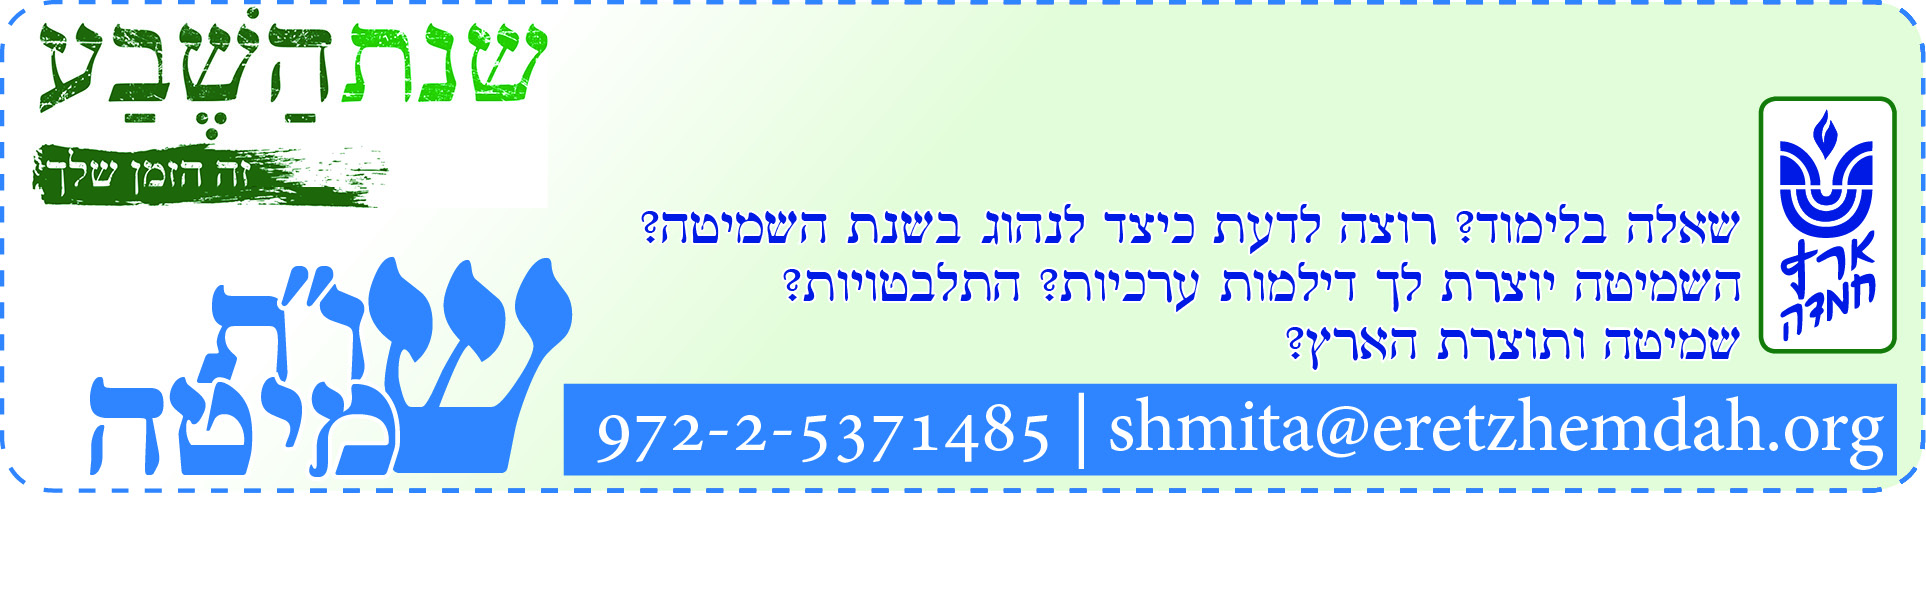 שנת הַשֶּׁבַע
זה הזמן שלך
ארץ
חמדה
שאלה בלימוד? רוצה לדעת כיצד לנהוג בשנת השמיטה?
השמיטה יוצרת לך דילמות ערכיות? התלבטויות?
שמיטה ותוצרת הארץ?
שו"ת
שמיטה
972-2-5371485 | shmita@eretzhemdah.org